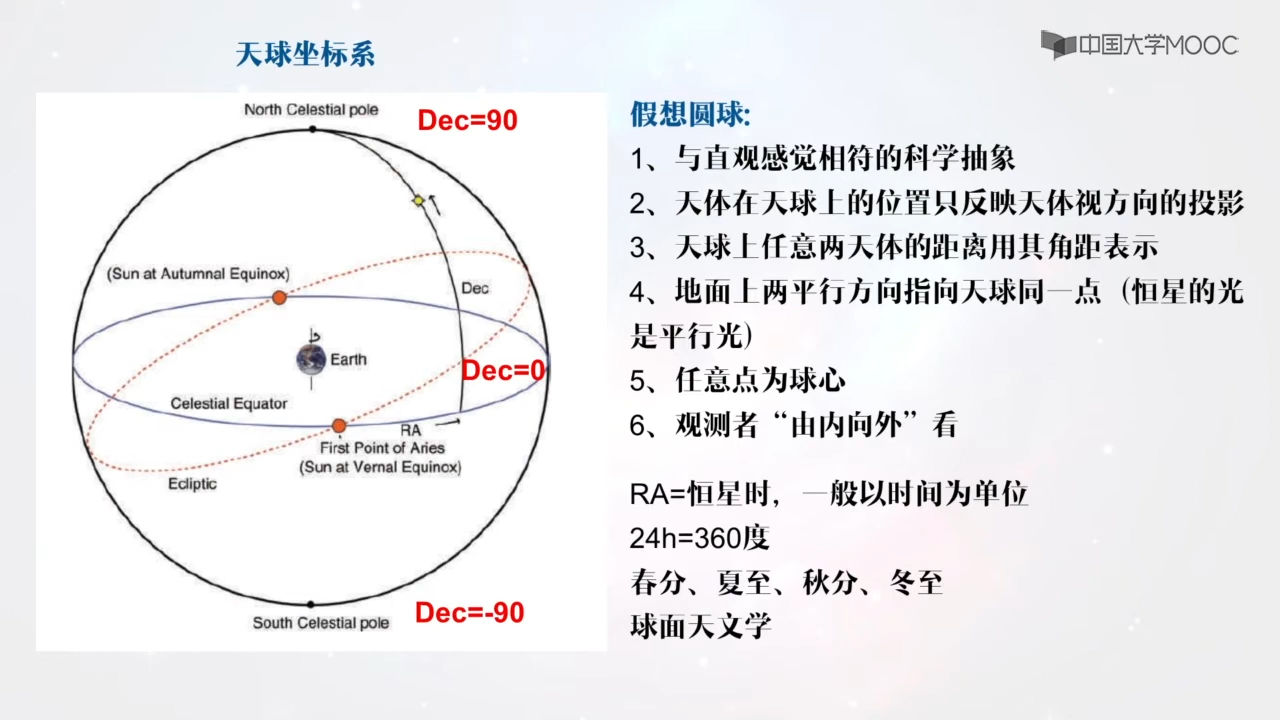 天球坐标系
中国大学MOOC
North Celestial pole
Dec=90
(Sun at Autumnal Equinox)
Dec
Earth
Dec=0
Celestial Equator
RA
First Point of Aries
(Sun at Vernal Equinox)
Ecliptic
South Celestial pole
Dec=-90
假想圆球:
1、与直观感觉相符的科学抽象
2、天体在天球上的位置只反映天体视方向的投影
3、天球上任意两天体的距离用其角距表示
4、地面上两平行方向指向天球同一点（恒星的光
是平行光）
5、任意点为球心
6、观测者“由内向外”看
RA=恒星时，一般以时间为单位
24h=360度
春分、夏至、秋分、冬至
球面天文学